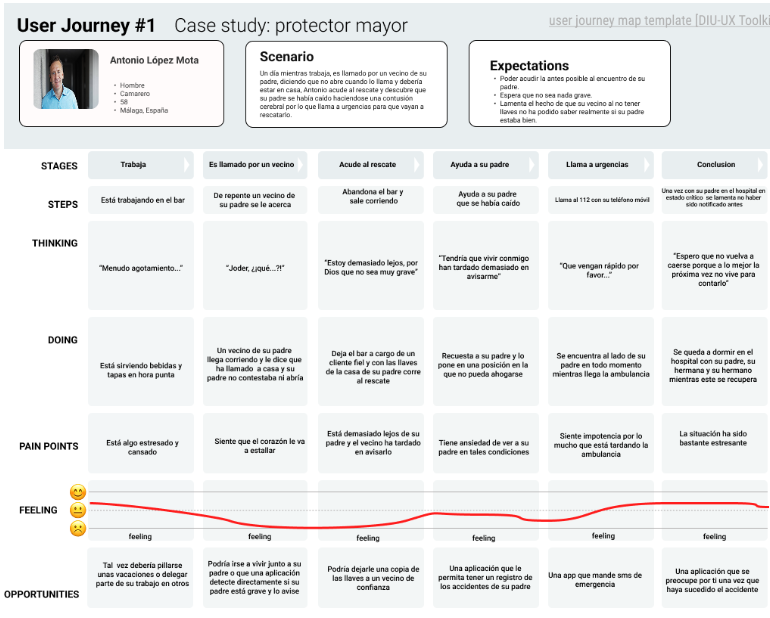 User Journey #1 Case study: protector mayor
user journey map template [DIU-UX Toolki
Antonio López Mota
Hombre
Camarero
58
Málaga, España
Scenario
Un día mientras trabaja, es llamado por un vecino de su
padre, diciendo que no abre cuando lo llama y debería
estar en casa, Antonio acude al rescate y descubre que
su padre se había caído haciendose una contusión
cerebral por lo que llama a urgencias para que vayan a
rescatarlo.
Expectations
Poder acudir la antes posible al encuentro de su
padre.
Espera que no sea nada grave.
Lamenta el hecho de que su vecino al no tener
llaves no ha podido saber realmente si su padre
estaba bien.
STAGES
Trabaja
Es llamado por un vecino
Acude al rescate
Ayuda a su padre
Llama a urgencias
Conclusion
STEPS
Está trabajando en el bar
De repente un vecino de
su padre se le acerca
Abandona el bar y
sale corriendo
Ayuda a su padre
que se había caído
Llama al 112 con su teléfono móvil
Una vez con su padre en el hospital en
estado crítico se lamenta no haber
sido notificado antes
THINKING
"Menudo agotamiento..."
"Joder, ¿¡qué...?!"
"Estoy demasiado lejos, por
Dios que no sea muy grave"
"Tendría que vivir conmigo
han tardado demasiado en
avisarme"
"Que vengan rápido por
favor..."
"Espero que no vuelva a
caerse porque a lo mejor la
próxima vez no vive para
contarlo"
DOING
Está sirviendo bebidas y
tapas en hora punta
Un vecino de su padre
llega corriendo y le dice que
ha llamado a casa y su
padre no contestaba ni abría
Deja el bar a cargo de un
cliente fiel y con las llaves
de la casa de su padre corre
al rescate
Recuesta a su padre y lo
pone en una posición en la
que no pueda ahogarse
Se encuentra al lado de su
padre en todo momento
mientras llega la ambulancia
Se queda a dormir en el
hospital con su padre, su
hermana y su hermano
mientras este se recupera
PAIN POINTS
Está algo estresado y
cansado
Siente que el corazón le va
a estallar
Está demasiado lejos de su
padre y el vecino ha tardado
en avisarlo
Tiene ansiedad de ver a su
padre en tales condiciones
Siente impotencia por lo
mucho que está tardando la
ambulancia
La situación ha sido
bastante estresante
FEELING
feeling
feeling
feeling
feeling
feeling
feeling
OPPORTUNITIES
Tal vez debería pillarse
unas vacaciones o delegar
parte de su trabajo en otros
Podría irse a vivir junto a su
padre o que una aplicación
detecte directamente si su
padre está grave y lo avise
Podria dejarle una copia de
las llaves a un vecino de
confianza
Una aplicación que le
permita tener un registro de
los accidentes de su padre
Una app que mande sms de
emergencia
Una aplicación que se
preocupe por ti una vez que
haya sucedido el accidente